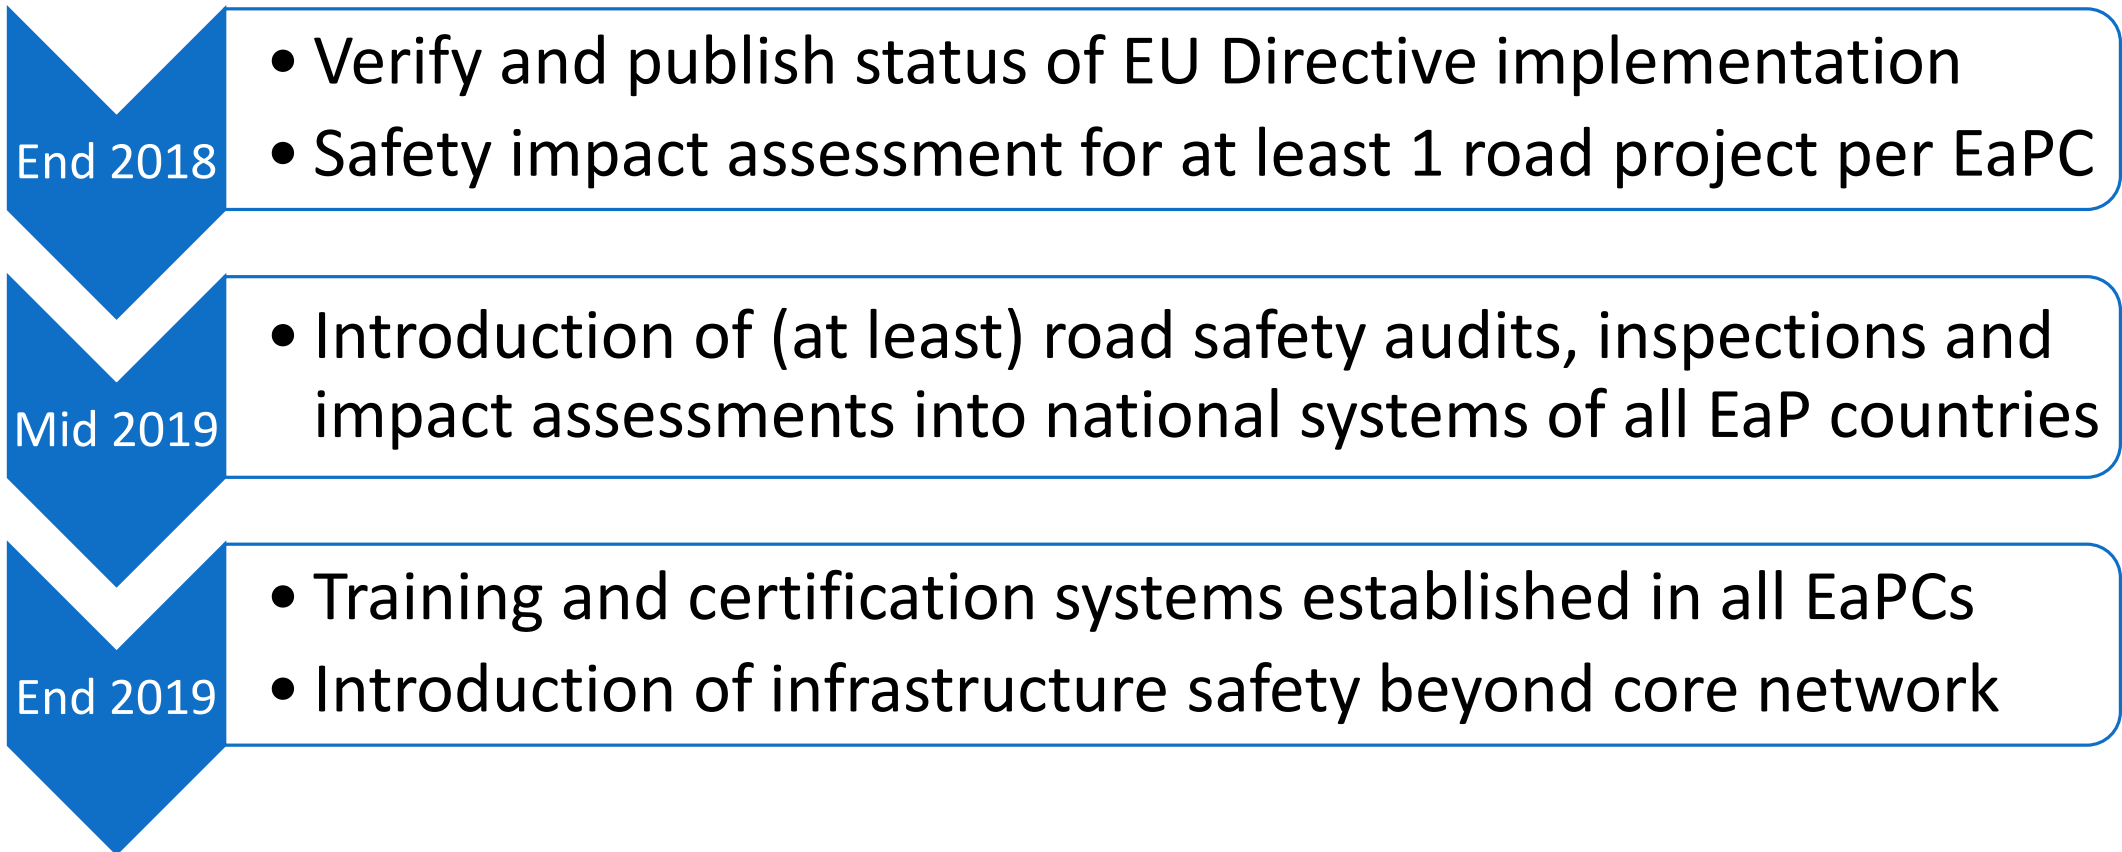 End 2018
• Verify and publish status of EU Directive implementation
• Safety impact assessment for at least 1 road project per EaPC
Mid 2019
• Introduction of (at least) road safety audits, inspections and
impact assessments into national systems of all EaP countries
End 2019
• Training and certification systems established in all EaPCs
• Introduction of infrastructure safety beyond core network